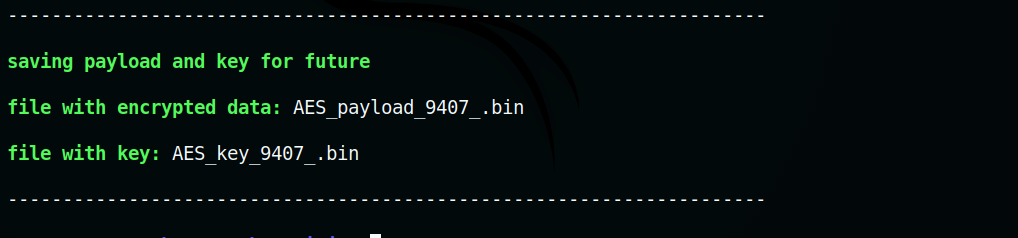 ----------------------------------------------------------------------
saving payload and key for future
file with encrypted data: AES_payload_9407_.bin
file with key: AES_key_9407_.bin
----------------------------------------------------------------------